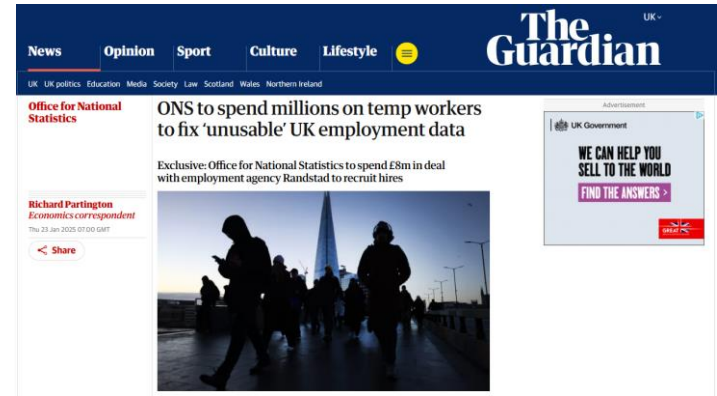 The
Guardian
UK
News Opinion Sport Culture Lifestyle
UK UK politics Education Media Society Law Scotland Wales Northern Ireland
Office for National
Statistics
ONS to spend millions on temp workers
to fix ‘unusable’ UK employment data
Exclusive: Office for National Statistics to spend £8m in deal
with employment agency Randstad to recruit hires
Richard Partington
Economics correspondent
Thu 23 Jan 2025 07.00 GMT
Share
Advertisement
UK Government
WE CAN HELP YOU
SELL TO THE WORLD
FIND THE ANSWERS >
GREAT